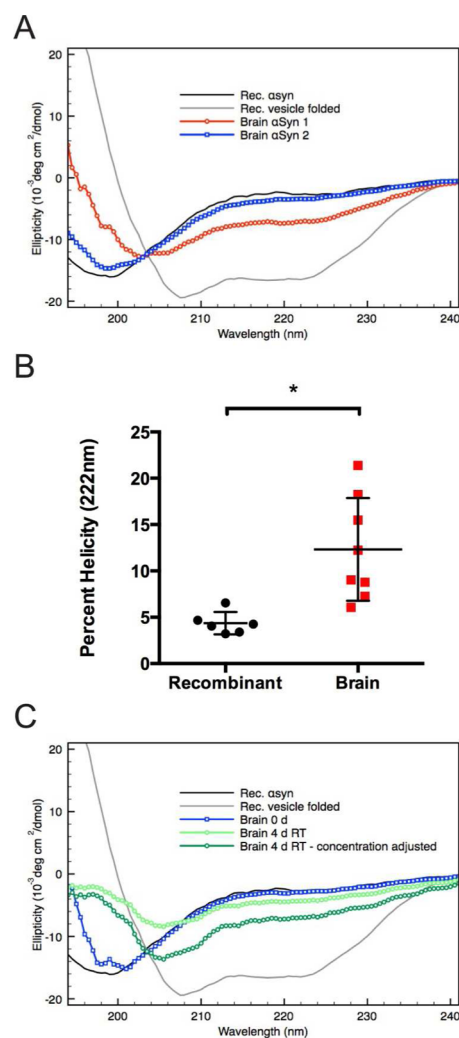 A
Rec. αsyn
Rec. vesicle folded
Brain αSyn 1
Brain αSyn 2
Ellipticity (10⁻³deg cm²/dmol)
20
10
0
-10
-20
200 210 220 230 240
Wavelength (nm)
B
*
Percent Helicity (222nm)
25
20
15
10
5
0
Recombinant Brain
C
Rec. αsyn
Rec. vesicle folded
Brain 0 d
Brain 4 d RT
Brain 4 d RT - concentration adjusted
Ellipticity (10⁻³deg cm²/dmol)
20
10
0
-10
-20
200 210 220 230 240
Wavelength (nm)